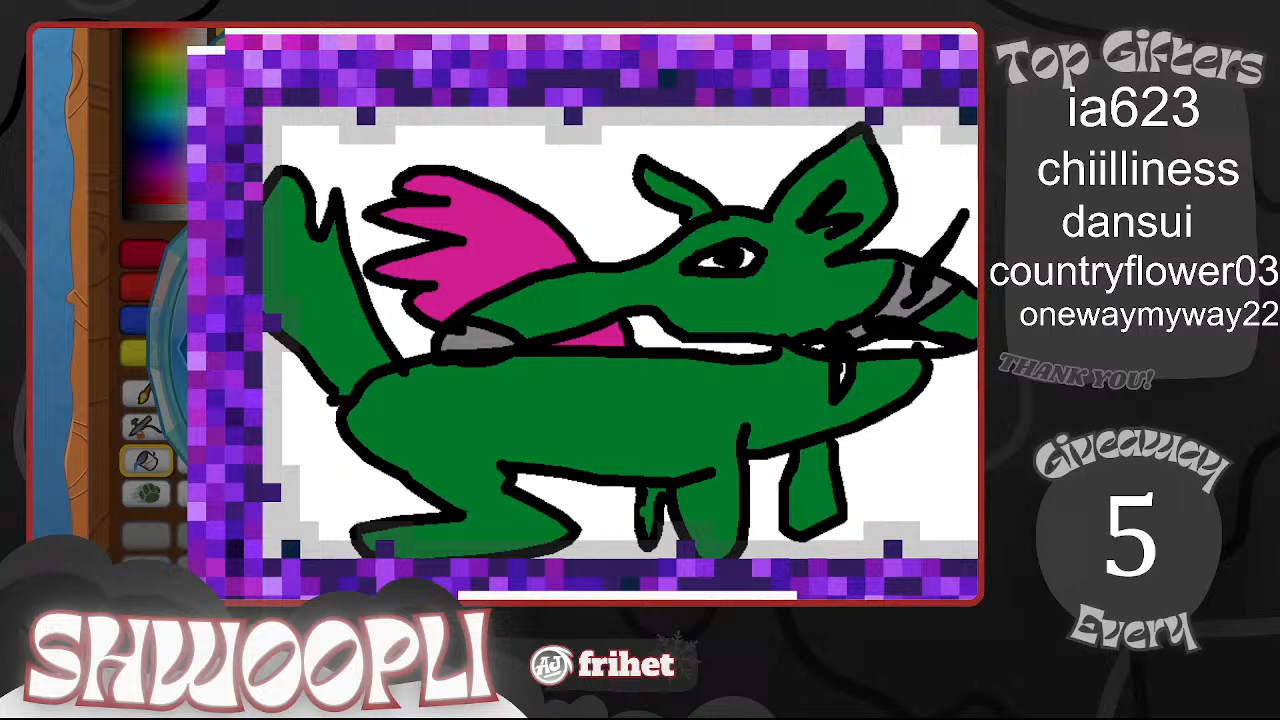 Top Gifters
ia623
chiilliness
dansui
countryflower03
onewaymyway22
THANK YOU!
Giveaway
5
Every
SHWOOPLI
AJ frihet